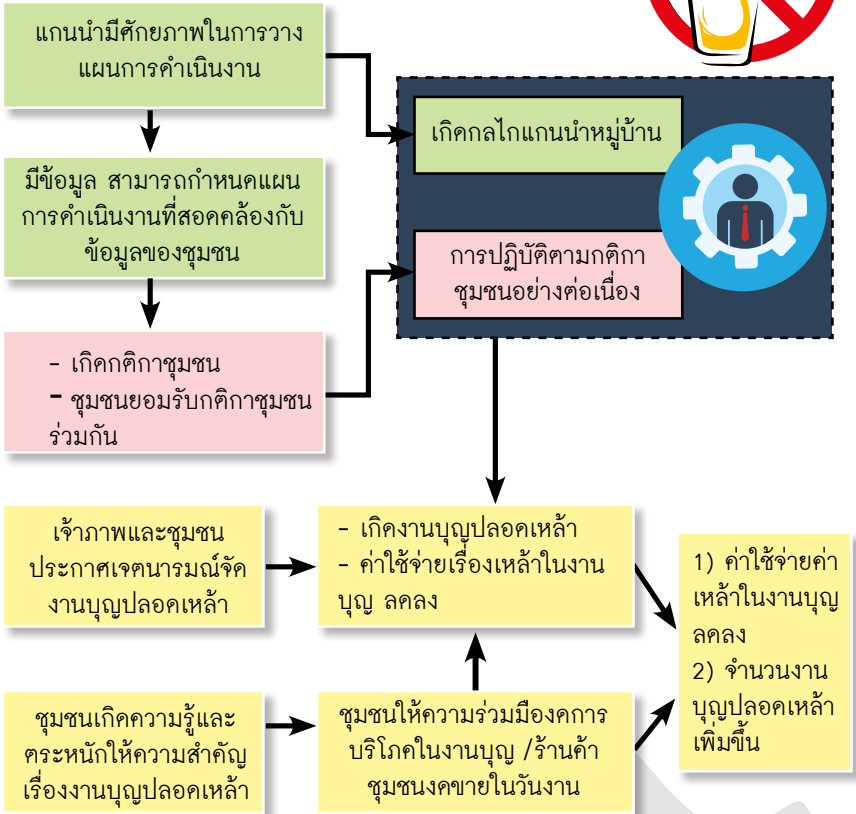 แกนนำมีศักยภาพในการวาง
แผนการดำเนินงาน
เกิดกลไกแกนนำหมู่บ้าน
มีข้อมูล สามารถกำหนดแผน
การดำเนินงานที่สอดคล้องกับ
ข้อมูลของชุมชน
การปฏิบัติตามกติกา
ชุมชนอย่างต่อเนื่อง
- เกิดกติกาชุมชน
- ชุมชนยอมรับกติกาชุมชน
ร่วมกัน
เจ้าภาพและชุมชน
ประกาศเจตนารมณ์จัด
งานบุญปลอดเหล้า
- เกิดงานบุญปลอดเหล้า
- ค่าใช้จ่ายเรื่องเหล้าในงาน
บุญ ลดลง
1) ค่าใช้จ่ายค่า
เหล้าในงานบุญ
ลดลง
2) จำนวนงาน
บุญปลอดเหล้า
เพิ่มขึ้น
ชุมชนเกิดความรู้และ
ตระหนักให้ความสำคัญ
เรื่องงานบุญปลอดเหล้า
ชุมชนให้ความร่วมมืองดการ
บริโภคในงานบุญ /ร้านค้า
ชุมชนงดขายในวันงาน